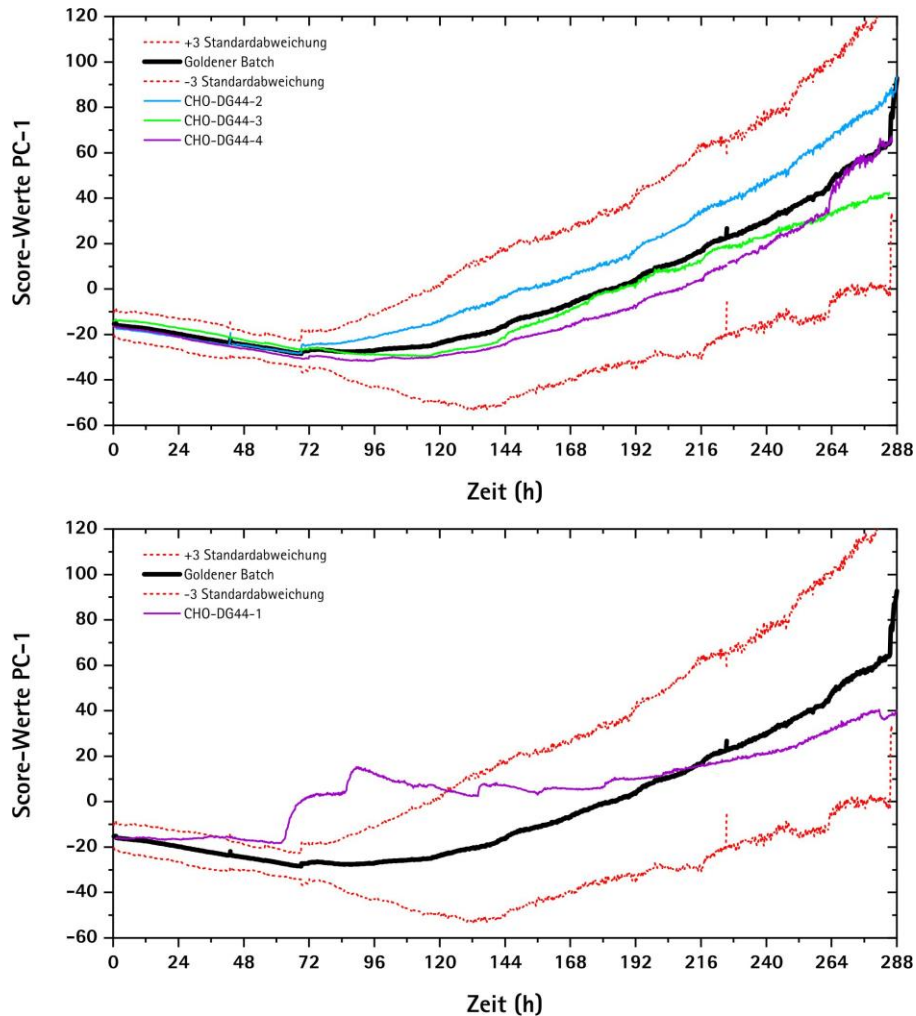 120
100
80
60
40
20
0
−20
−40
−60
Score-Werte PC-1
+3 Standardabweichung
Goldener Batch
-3 Standardabweichung
CHO-DG44-2
CHO-DG44-3
CHO-DG44-4
0 24 48 72 96 120 144 168 192 216 240 264 288
Zeit (h)
120
100
80
60
40
20
0
−20
−40
−60
Score-Werte PC-1
+3 Standardabweichung
Goldener Batch
-3 Standardabweichung
CHO-DG44-1
0 24 48 72 96 120 144 168 192 216 240 264 288
Zeit (h)